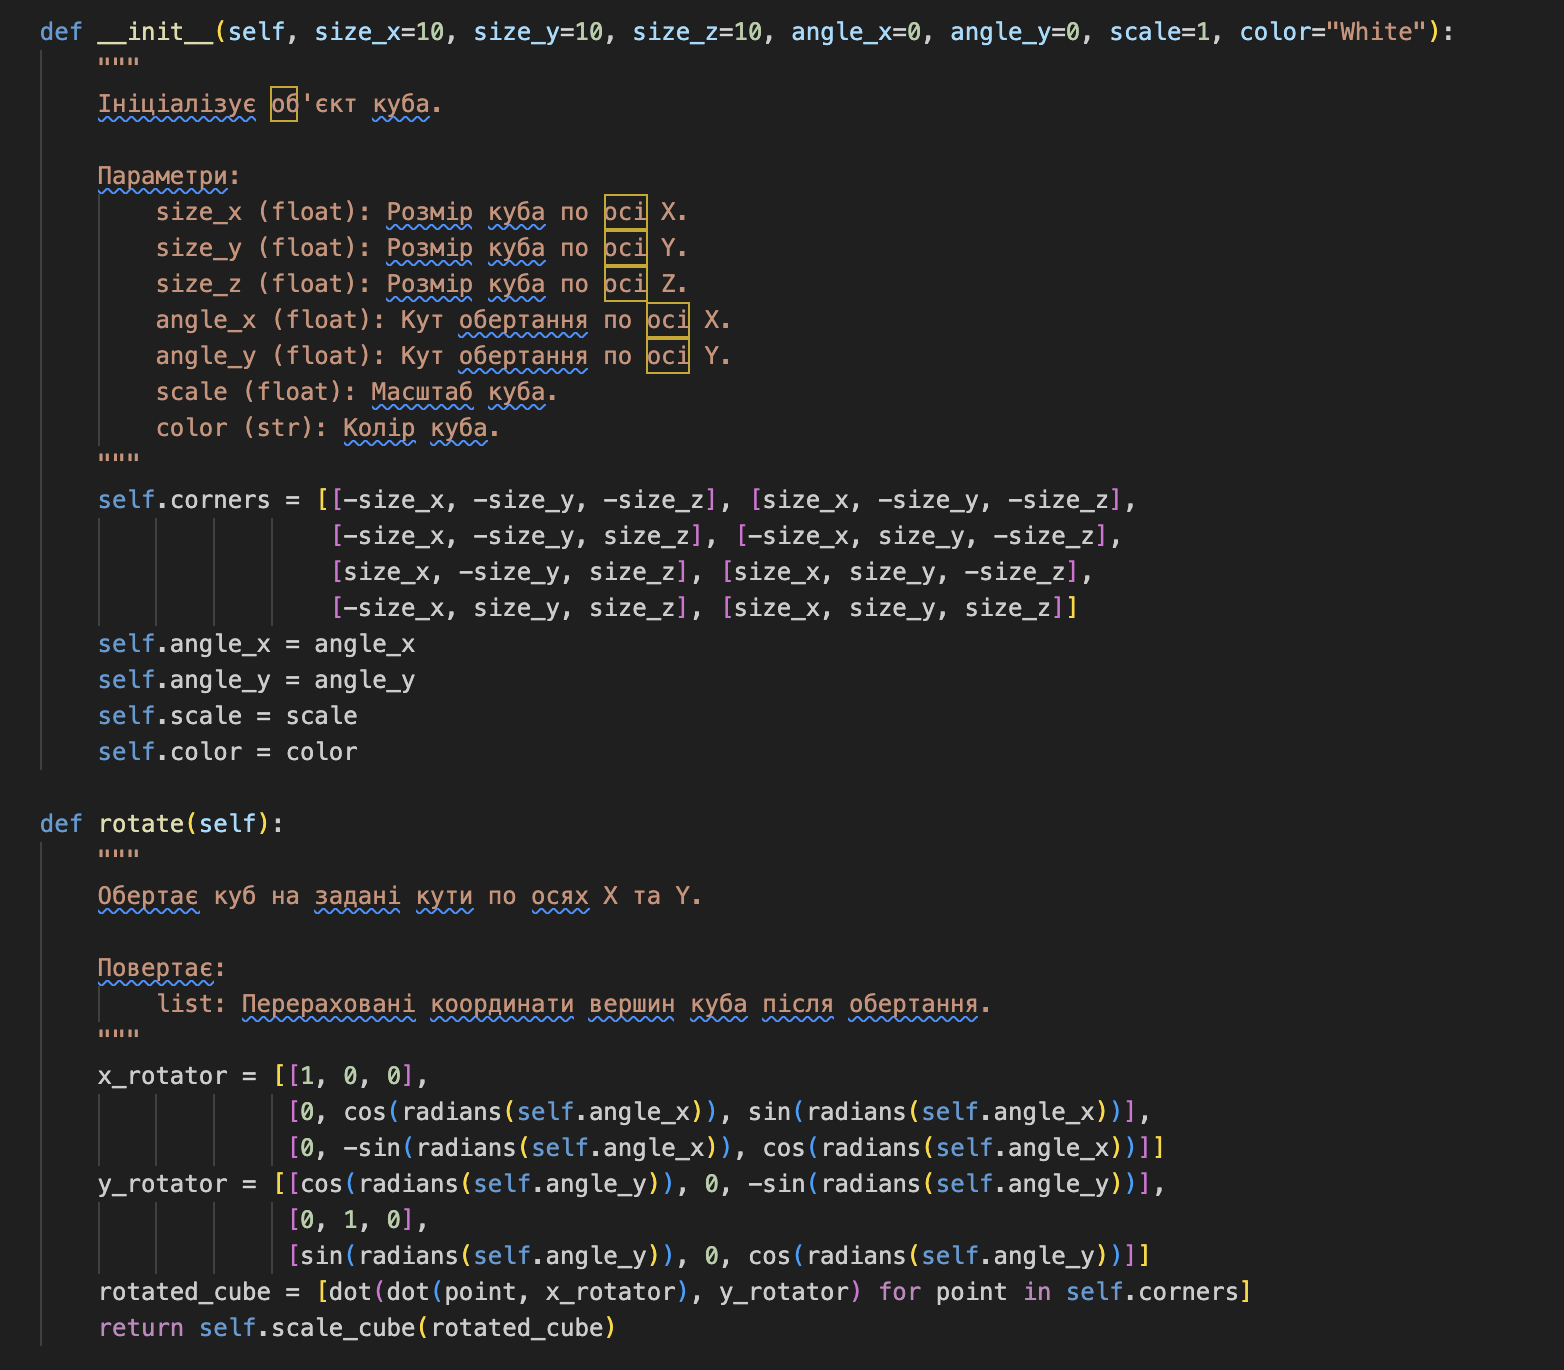 def __init__(self, size_x=10, size_y=10, size_z=10, angle_x=0, angle_y=0, scale=1, color="White"):
"""
Ініціалізує об'єкт куба.
Параметри:
size_x (float): Розмір куба по осі X.
size_y (float): Розмір куба по осі Y.
size_z (float): Розмір куба по осі Z.
angle_x (float): Кут обертання по осі X.
angle_y (float): Кут обертання по осі Y.
scale (float): Масштаб куба.
color (str): Колір куба.
"""
self.corners = [[-size_x, -size_y, -size_z], [size_x, -size_y, -size_z],
[-size_x, -size_y, size_z], [-size_x, size_y, -size_z],
[size_x, -size_y, size_z], [size_x, size_y, -size_z],
[-size_x, size_y, size_z], [size_x, size_y, size_z]]
self.angle_x = angle_x
self.angle_y = angle_y
self.scale = scale
self.color = color
def rotate(self):
"""
Обертає куб на задані кути по осях X та Y.
Повертає:
list: Перераховані координати вершин куба після обертання.
"""
x_rotator = [[1, 0, 0],
[0, cos(radians(self.angle_x)), sin(radians(self.angle_x))],
[0, -sin(radians(self.angle_x)), cos(radians(self.angle_x))]]
y_rotator = [[cos(radians(self.angle_y)), 0, -sin(radians(self.angle_y))],
[0, 1, 0],
[sin(radians(self.angle_y)), 0, cos(radians(self.angle_y))]]
rotated_cube = [dot(dot(point, x_rotator), y_rotator) for point in self.corners]
return self.scale_cube(rotated_cube)